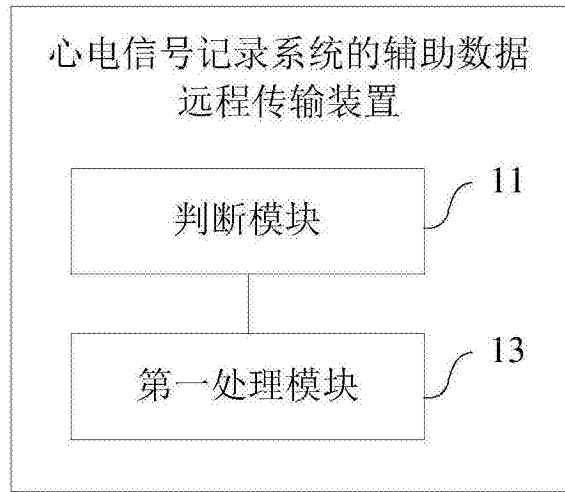 心电信号记录系统的辅助数据
远程传输装置
11
判断模块
13
第一处理模块